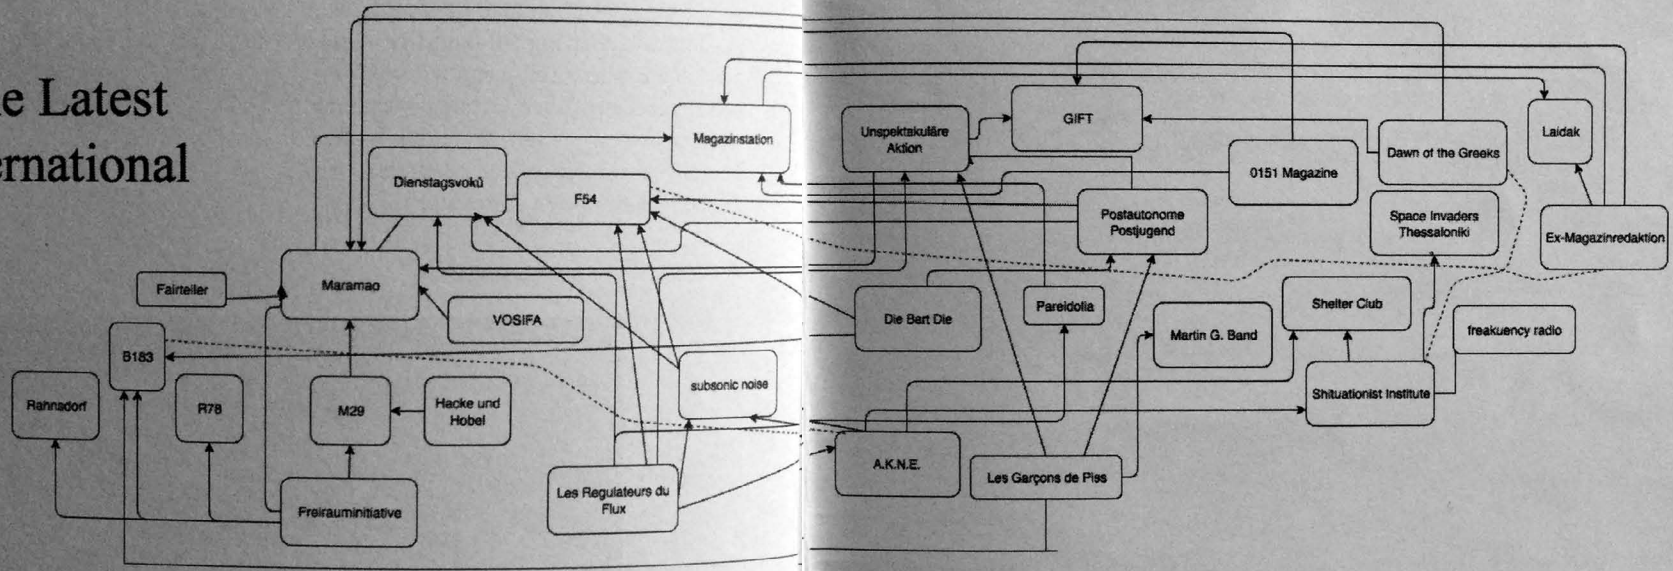 e Latest
ernational
Magazinstation
Dienstagsvokü
F54
Maramao
Fairteiler
VOSIFA
B183
Rahnsdorf
R78
M29
Hacke und
Hobel
subsonic noise
Freirauminitiative
Les Regulateurs du
Flux
Unspektakuläre
Aktion
GIFT
0151 Magazine
Dawn of the Greeks
Laidak
Postautonome
Postjugend
Space Invaders
Thessaloniki
Ex-Magazinredaktion
Die Bart Die
Pareidolia
Martin G. Band
Shelter Club
freakuency radio
Shituationist Institute
A.K.N.E.
Les Garçons de Piss